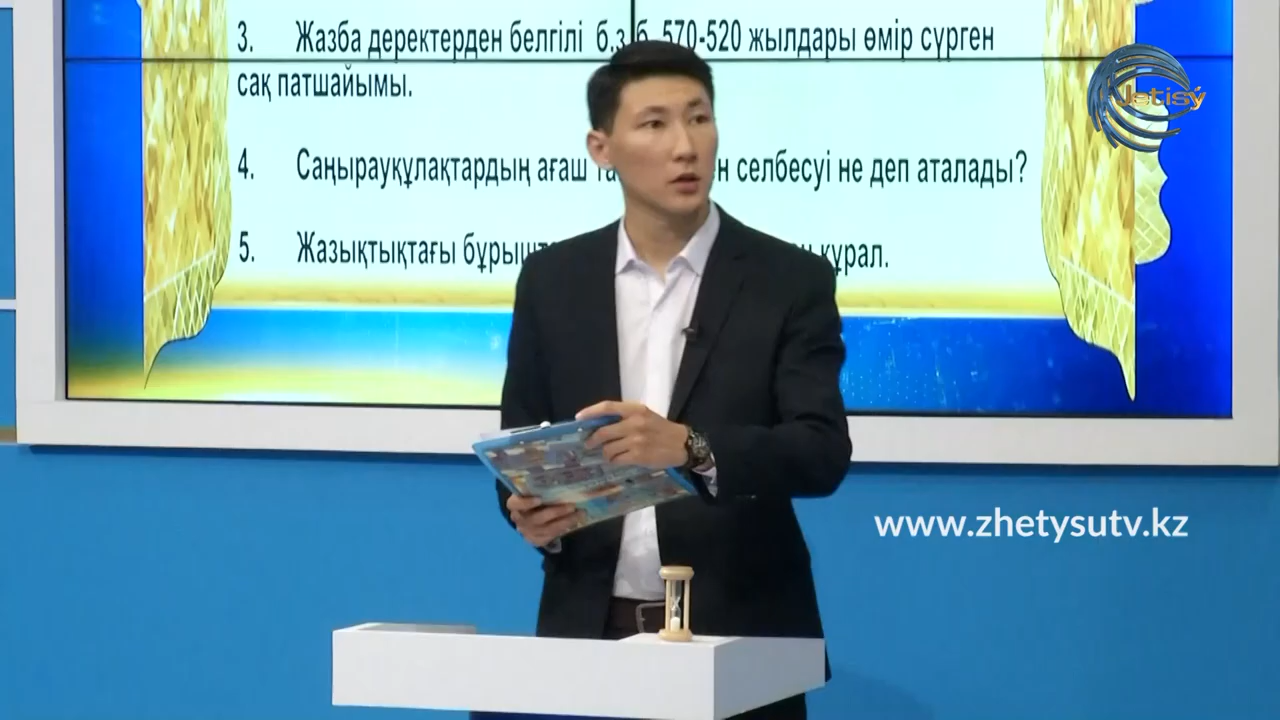 3. Жазба деректерден белгілі б.з.б. 570-520 жылдары өмір сүрген
сақ патшайымы.
Jetisý
4. Саңырауқұлақтардың ағаш селбесуі не деп аталады?
5. Жазықтықтағы құрал.
www.zhetysutv.kz